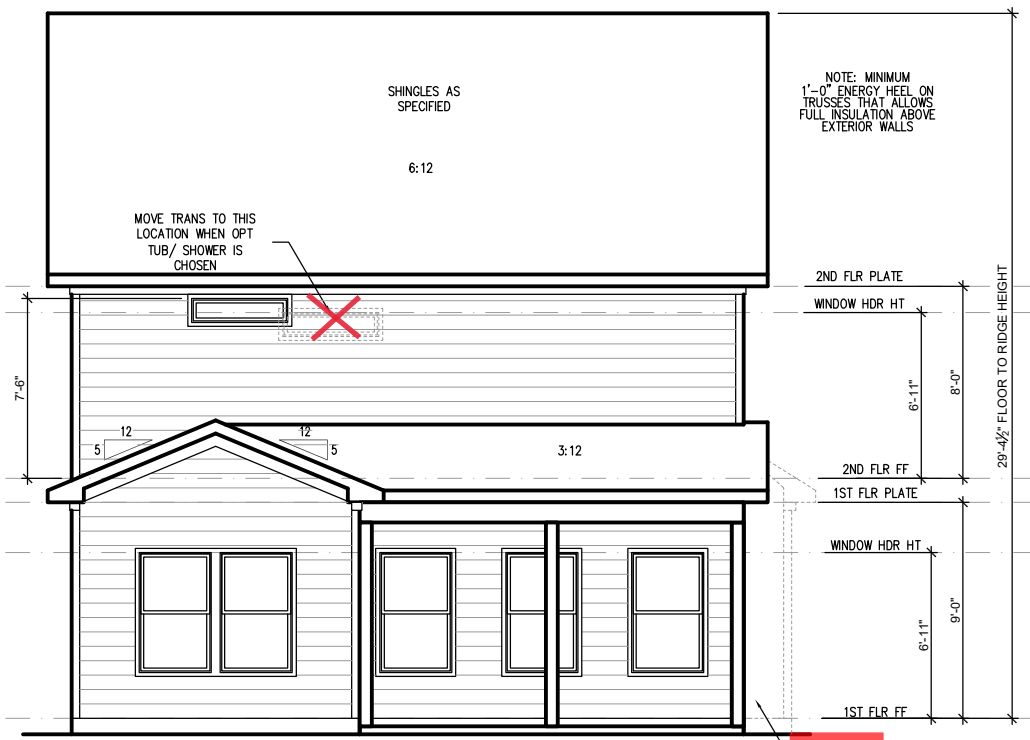 SHINGLES AS
SPECIFIED
6:12
NOTE: MINIMUM
1'-0" ENERGY HEEL ON
TRUSSES THAT ALLOWS
FULL INSULATION ABOVE
EXTERIOR WALLS
MOVE TRANS TO THIS
LOCATION WHEN OPT
TUB/ SHOWER IS
CHOSEN
2ND FLR PLATE
WINDOW HDR HT
29'-4½" FLOOR TO RIDGE HEIGHT
7'-6"
6'-11"
8'-0"
12
5
12
5
3:12
2ND FLR FF
1ST FLR PLATE
WINDOW HDR HT
6'-11"
9'-0"
1ST FLR FF